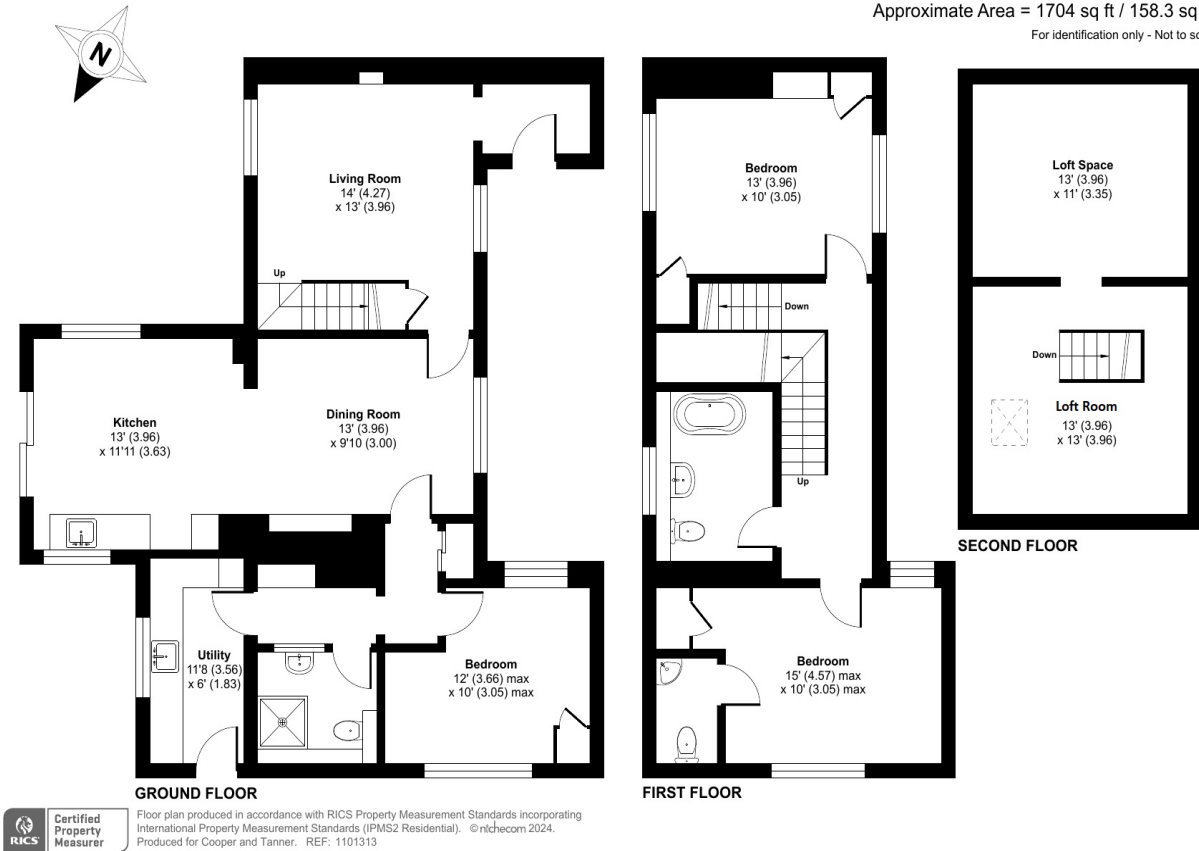 Approximate Area = 1704 sq ft / 158.3 sq
For identification only - Not to sc
N
Living Room
14' (4.27)
x 13' (3.96)
Up
Kitchen
13' (3.96)
x 11'11 (3.63)
Dining Room
13' (3.96)
x 9'10 (3.00)
Utility
11'8 (3.56)
x 6' (1.83)
Bedroom
12' (3.66) max
x 10' (3.05) max
GROUND FLOOR
Bedroom
13' (3.96)
x 10' (3.05)
Down
Up
Bedroom
15' (4.57) max
x 10' (3.05) max
FIRST FLOOR
Loft Space
13' (3.96)
x 11' (3.35)
Down
Loft Room
13' (3.96)
x 13' (3.96)
SECOND FLOOR
RICS
Certified
Property
Measurer
Floor plan produced in accordance with RICS Property Measurement Standards incorporating
International Property Measurement Standards (IPMS2 Residential). © nichecom 2024.
Produced for Cooper and Tanner. REF: 1101313